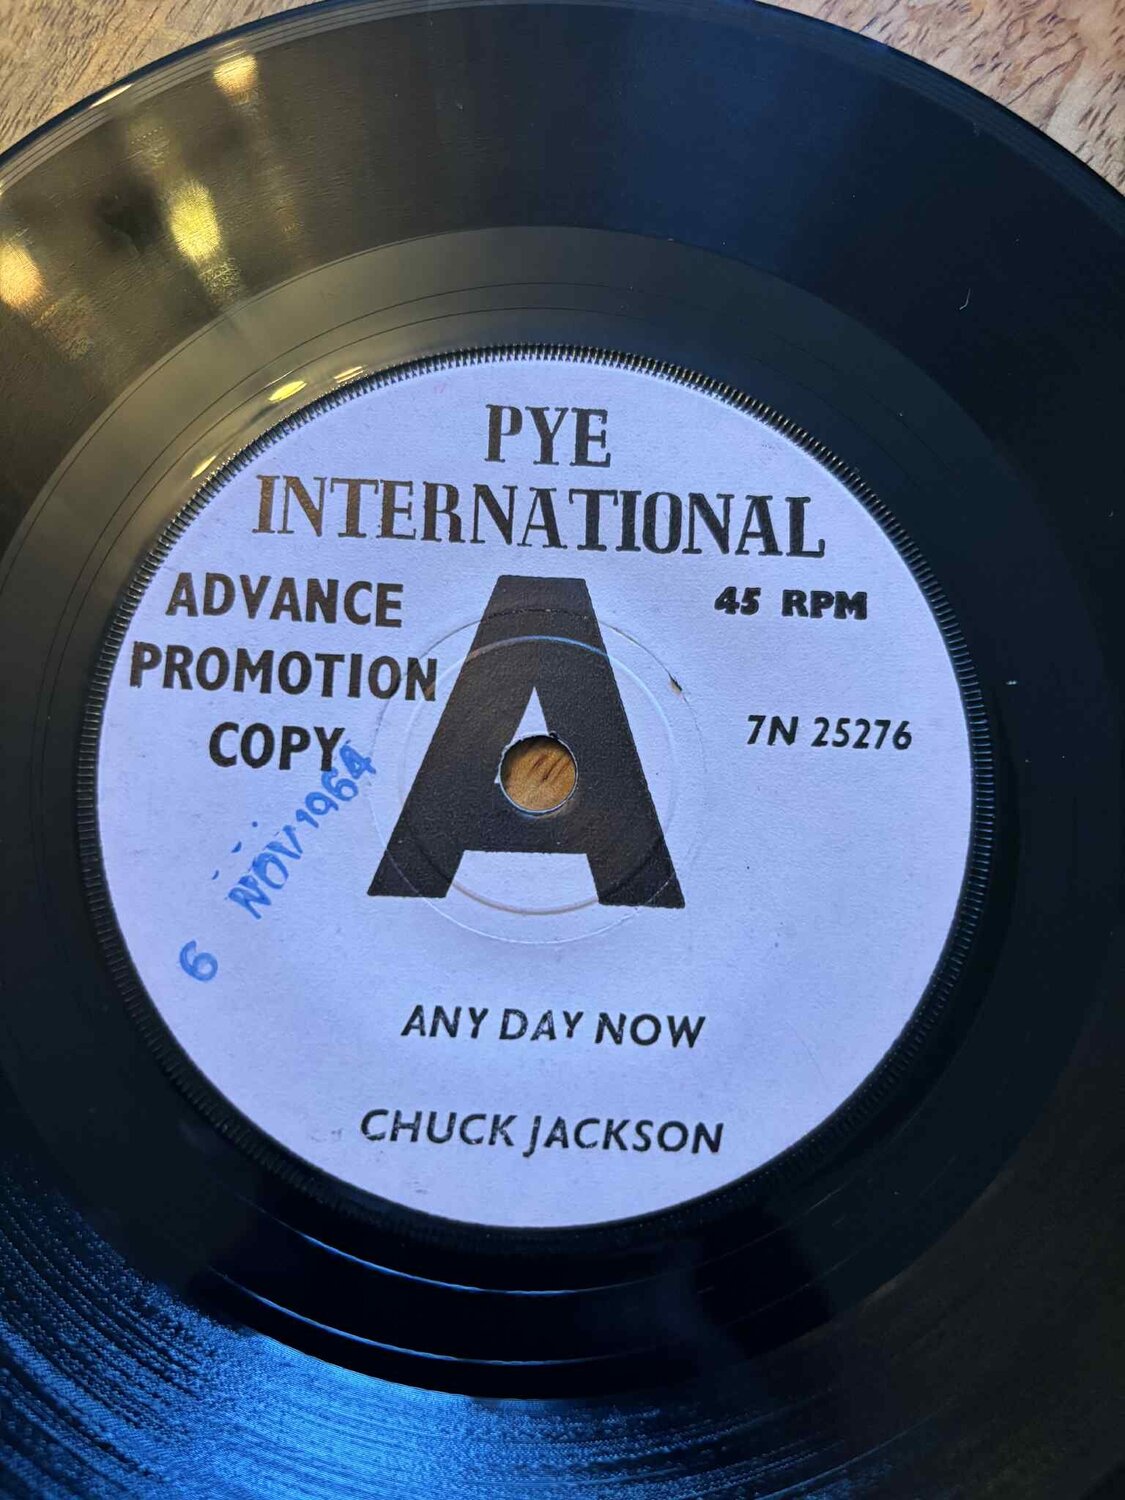 PYE
INTERNATIONAL
ADVANCE
PROMOTION
COPY
A
45 RPM
7N 25276
6 NOV 1964
ANY DAY NOW
CHUCK JACKSON